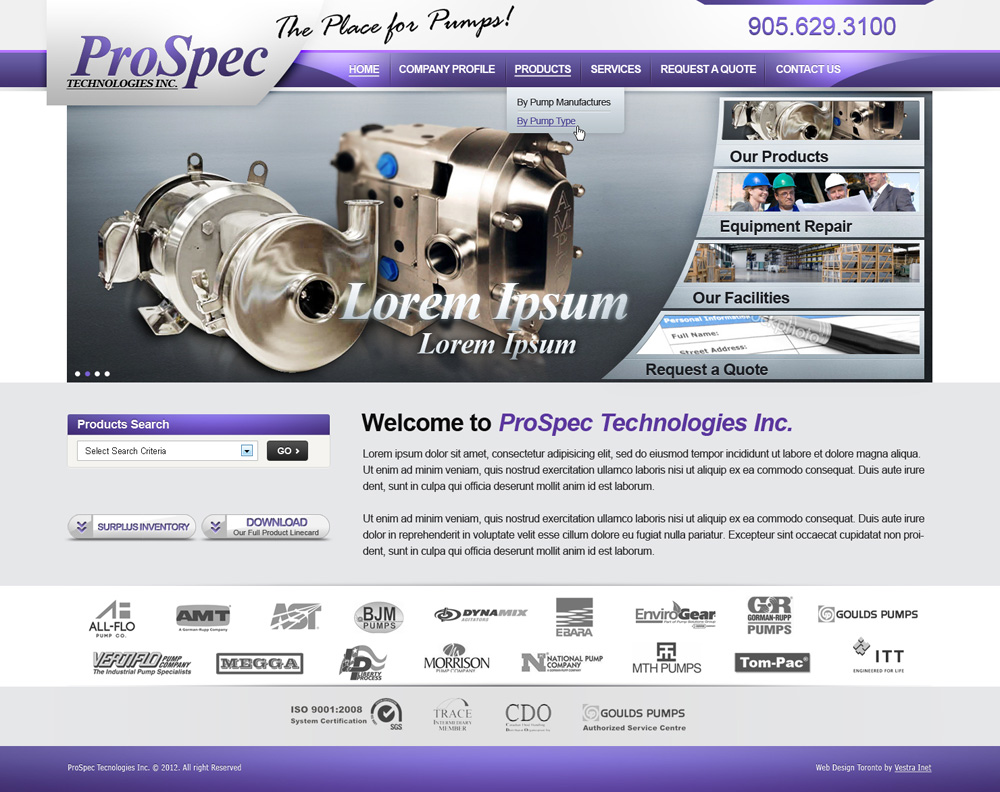 The Place for Pumps!
905.629.3100
ProSpec
TECHNOLOGIES INC.
HOME COMPANY PROFILE PRODUCTS SERVICES REQUEST A QUOTE CONTACT US
By Pump Manufactures
By Pump Type
AMP
Our Products
Equipment Repair
Our Facilities
Personal Information
Full Name:
Street Address:
Request a Quote
Lorem Ipsum
Lorem Ipsum
Products Search
Select Search Criteria
GO
SURPLUS INVENTORY
DOWNLOAD
Our Full Product Linecard
Welcome to ProSpec Technologies Inc.
Lorem ipsum dolor sit amet, consectetur adipisicing elit, sed do eiusmod tempor incididunt ut labore et dolore magna aliqua.
Ut enim ad minim veniam, quis nostrud exercitation ullamco laboris nisi ut aliquip ex ea commodo consequat. Duis aute irure
dent, sunt in culpa qui officia deserunt mollit anim id est laborum.
Ut enim ad minim veniam, quis nostrud exercitation ullamco laboris nisi ut aliquip ex ea commodo consequat. Duis aute irure
dolor in reprehenderit in voluptate velit esse cillum dolore eu fugiat nulla pariatur. Excepteur sint occaecat cupidatat non proi-
dent, sunt in culpa qui officia deserunt mollit anim id est laborum.
ALL-FLO
PUMP CO.
AMT
A Gorman-Rupp Company
AST
BJM
PUMPS
DYNAMIX
AGITATORS
EBARA
EnviroGear
G&R
GORMAN-RUPP
PUMPS
GOULDS PUMPS
VERTIFLO PUMP
COMPANY
The Industrial Pump Specialists
MEGGA
LIBERTY
PROCESS
MORRISON
PUMP COMPANY
NATIONAL PUMP
COMPANY
MTH PUMPS
Tom-Pac
ITT
ENGINEERED FOR LIFE
ISO 9001:2008
System Certification
SGS
TRACE
INTERMEDIARY
MEMBER
CDO
GOULDS PUMPS
Authorized Service Centre
ProSpec Tecnologies Inc. © 2012. All right Reserved
Web Design Toronto by Vestra Inet